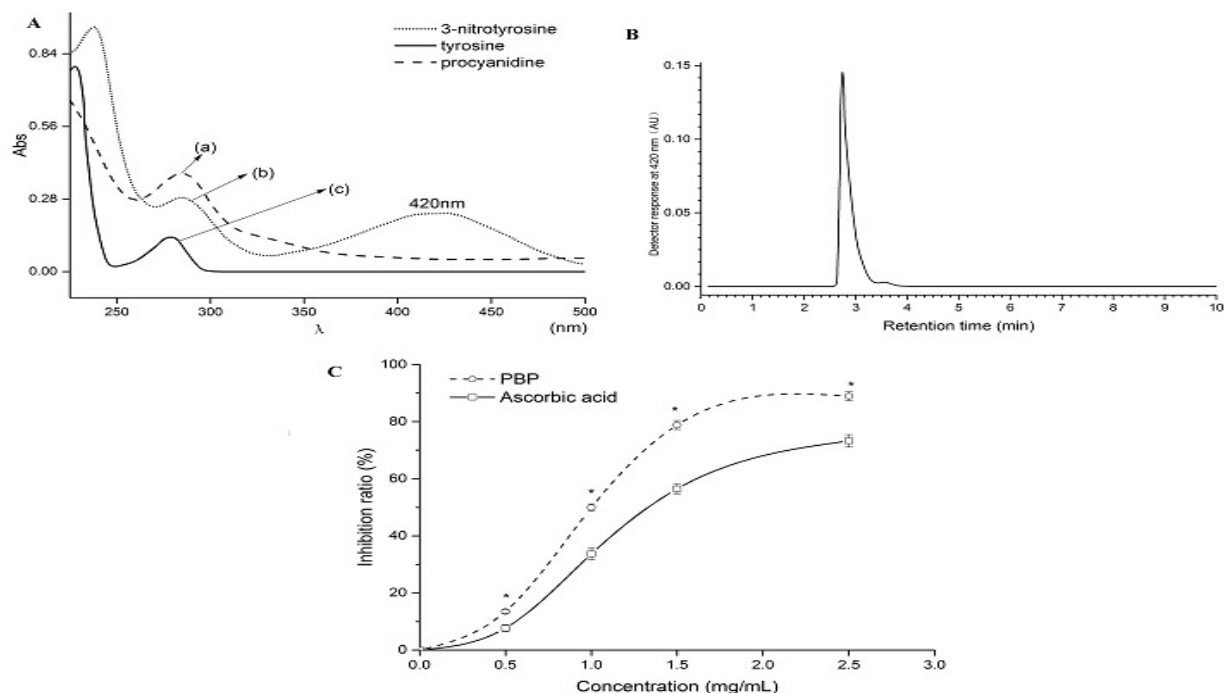 A
3-nitrotyrosine
tyrosine
procyanidine
0.84
0.56
0.28
0.00
Abs
(a)
(b)
(c)
420nm
250
300
350
400
450
500
λ
(nm)
B
0.15
0.10
0.05
0.00
Detector response at 420 nm (AU)
0
1
2
3
4
5
6
7
8
9
10
Retention time (min)
C
PBP
Ascorbic acid
100
80
60
40
20
0
Inhibition ratio (%)
*
*
*
*
0.0
0.5
1.0
1.5
2.0
2.5
3.0
Concentration (mg/mL)